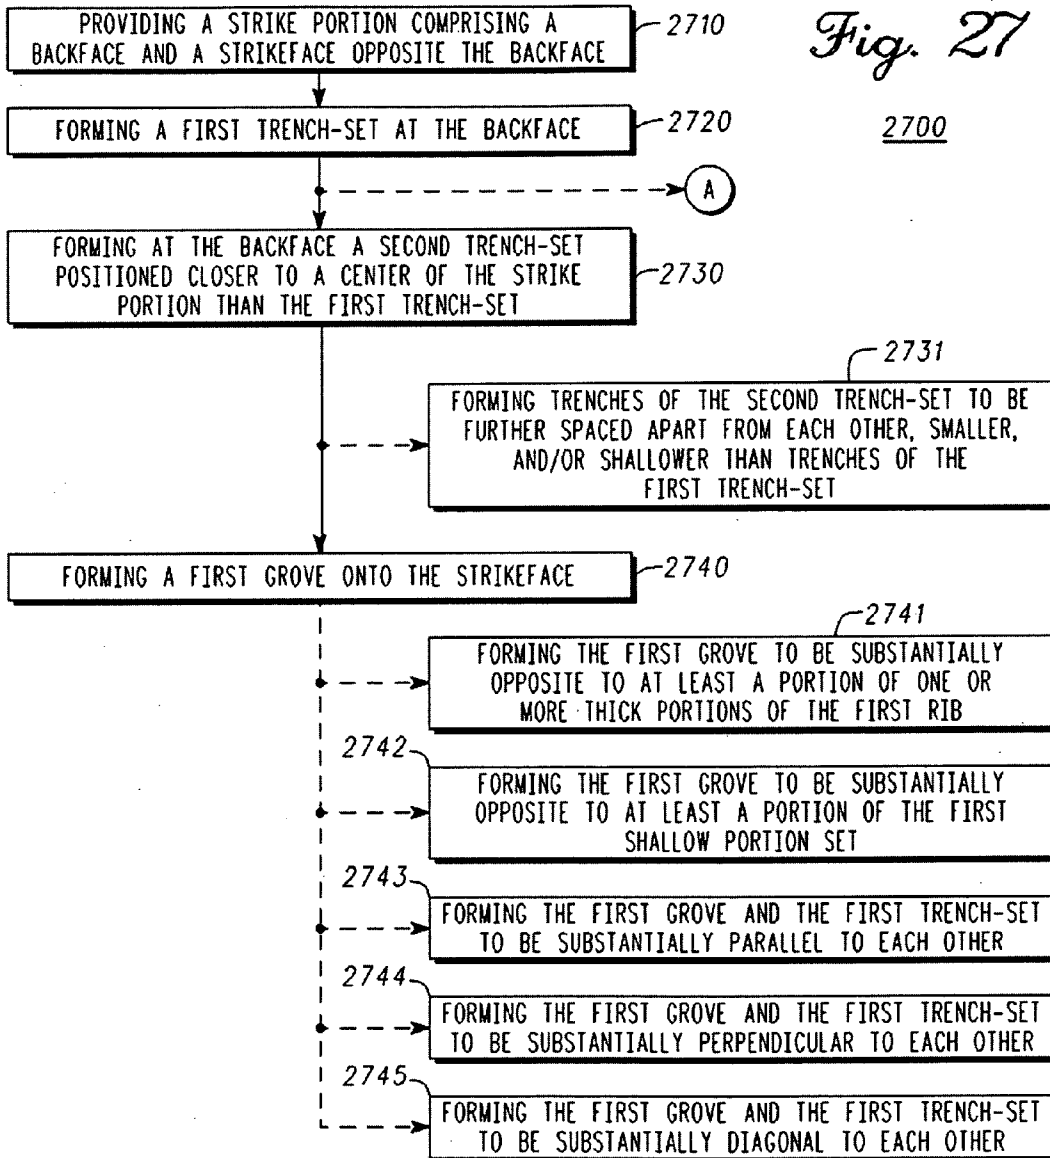 Fig. 27
2700
PROVIDING A STRIKE PORTION COMPRISING A
BACKFACE AND A STRIKEFACE OPPOSITE THE BACKFACE
2710
FORMING A FIRST TRENCH-SET AT THE BACKFACE
2720
A
FORMING AT THE BACKFACE A SECOND TRENCH-SET
POSITIONED CLOSER TO A CENTER OF THE STRIKE
PORTION THAN THE FIRST TRENCH-SET
2730
2731
FORMING TRENCHES OF THE SECOND TRENCH-SET TO BE
FURTHER SPACED APART FROM EACH OTHER, SMALLER,
AND/OR SHALLOWER THAN TRENCHES OF THE
FIRST TRENCH-SET
FORMING A FIRST GROVE ONTO THE STRIKEFACE
2740
2741
FORMING THE FIRST GROVE TO BE SUBSTANTIALLY
OPPOSITE TO AT LEAST A PORTION OF ONE OR
MORE THICK PORTIONS OF THE FIRST RIB
2742
FORMING THE FIRST GROVE TO BE SUBSTANTIALLY
OPPOSITE TO AT LEAST A PORTION OF THE FIRST
SHALLOW PORTION SET
2743
FORMING THE FIRST GROVE AND THE FIRST TRENCH-SET
TO BE SUBSTANTIALLY PARALLEL TO EACH OTHER
2744
FORMING THE FIRST GROVE AND THE FIRST TRENCH-SET
TO BE SUBSTANTIALLY PERPENDICULAR TO EACH OTHER
2745
FORMING THE FIRST GROVE AND THE FIRST TRENCH-SET
TO BE SUBSTANTIALLY DIAGONAL TO EACH OTHER